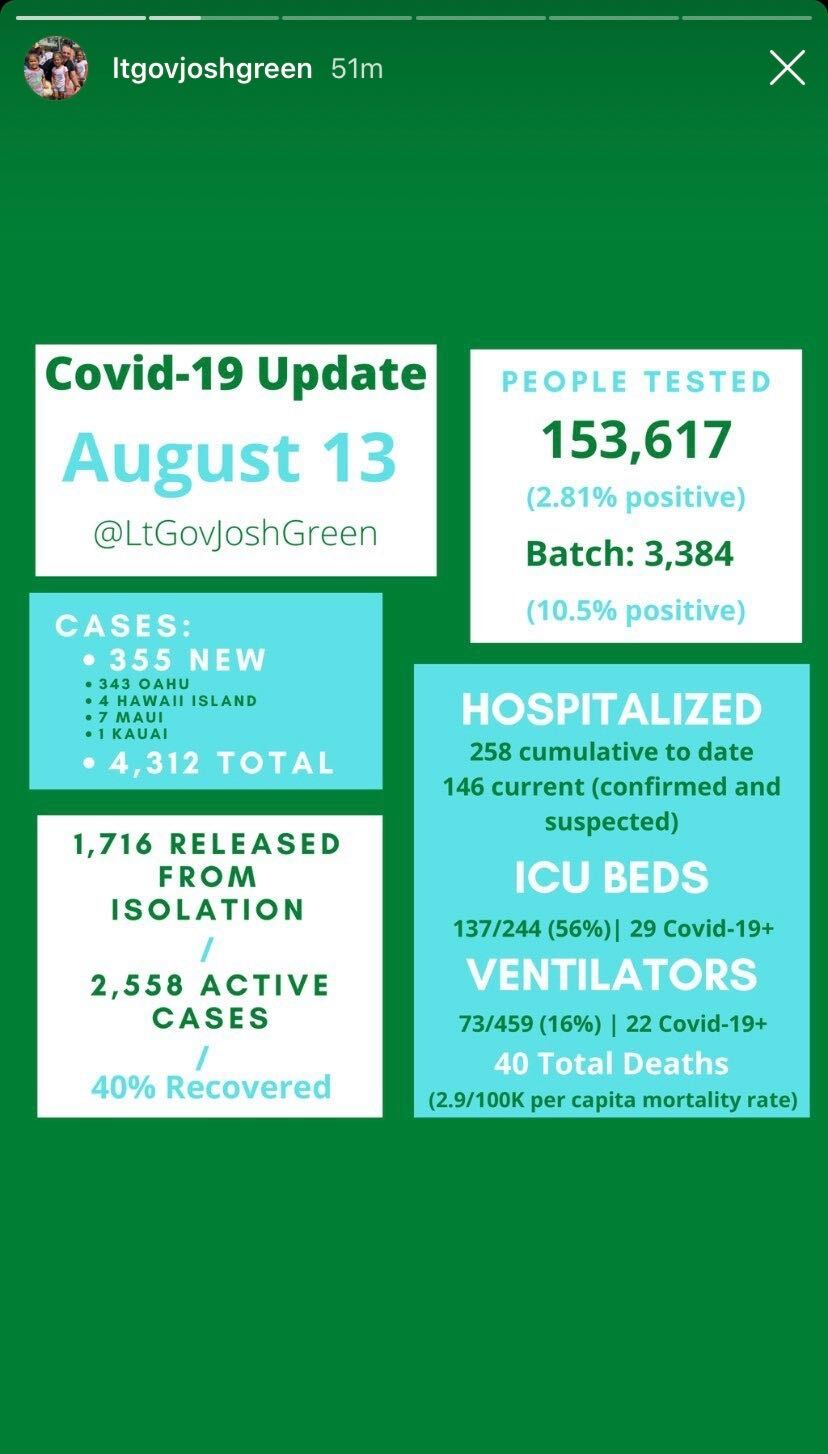 ltgovjoshgreen 51m
Covid-19 Update
August 13
@LtGovJoshGreen
PEOPLE TESTED
153,617
(2.81% positive)
Batch: 3,384
(10.5% positive)
CASES:
• 355 NEW
• 343 OAHU
• 4 HAWAII ISLAND
• 7 MAUI
• 1 KAUAI
• 4,312 TOTAL
HOSPITALIZED
258 cumulative to date
146 current (confirmed and
suspected)
ICU BEDS
137/244 (56%)| 29 Covid-19+
VENTILATORS
73/459 (16%) | 22 Covid-19+
40 Total Deaths
(2.9/100K per capita mortality rate)
1,716 RELEASED
FROM
ISOLATION
/
2,558 ACTIVE
CASES
/
40% Recovered